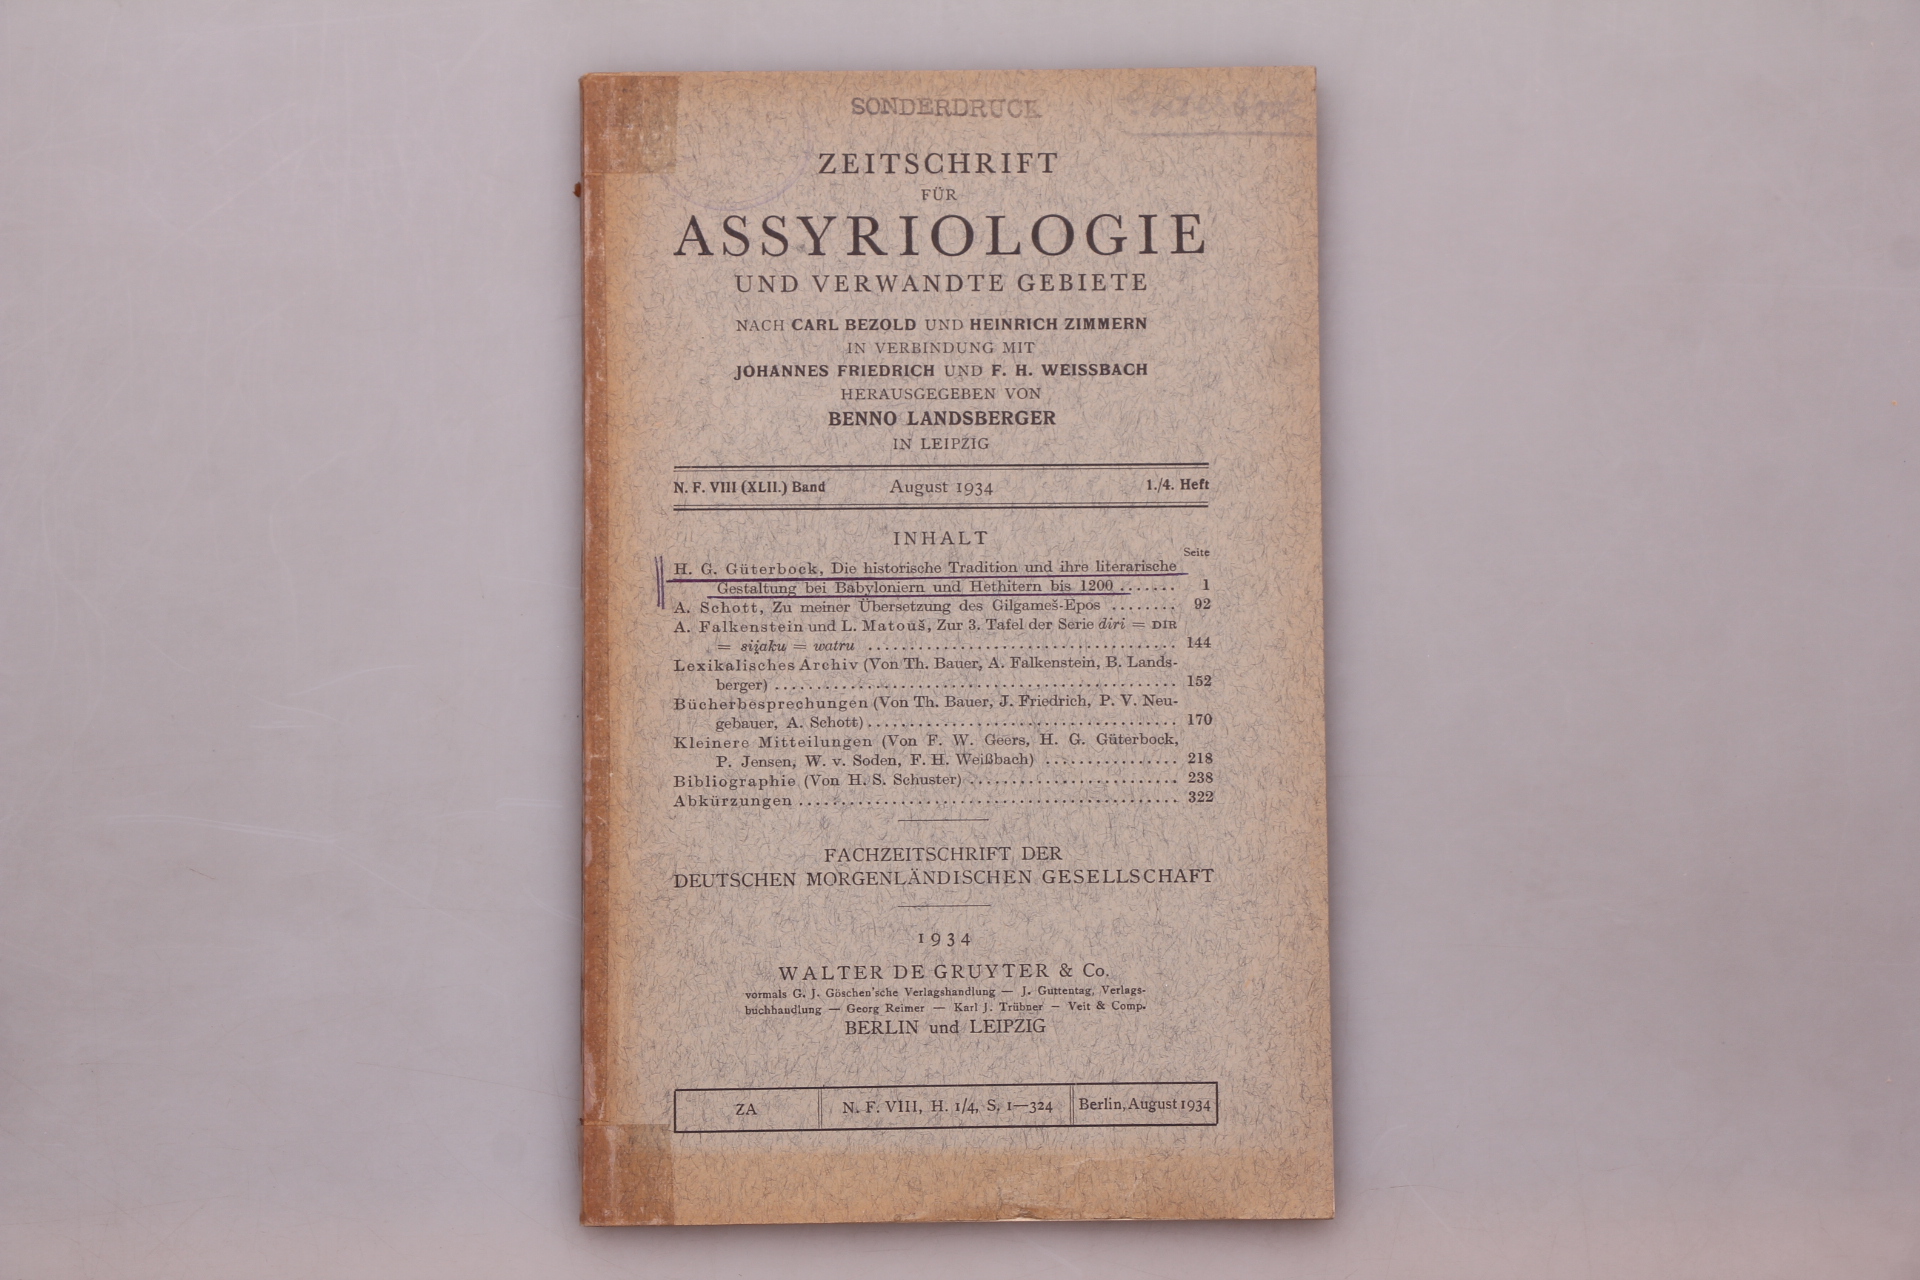 SONDERDRUCK
ZEITSCHRIFT
FÜR
ASSYRIOLOGIE
UND VERWANDTE GEBIETE
NACH CARL BEZOLD UND HEINRICH ZIMMERN
IN VERBINDUNG MIT
JOHANNES FRIEDRICH UND F. H. WEISSBACH
HERAUSGEGEBEN VON
BENNO LANDSBERGER
IN LEIPZIG
N. F. VIII (XLII.) Band August 1934 1./4. Heft
INHALT
Seite
H. G. Güterbock, Die historische Tradition und ihre literarische
Gestaltung bei Babyloniern und Hethitern bis 1200 ....... 1
A. Schott, Zu meiner Übersetzung des Gilgameš-Epos ........ 92
A. Falkenstein und L. Matouš, Zur 3. Tafel der Serie diri = DIR
= sii̯aku = watru .................................... 144
Lexikalisches Archiv (Von Th. Bauer, A. Falkenstein, B. Lands-
berger) ............................................... 152
Bücherbesprechungen (Von Th. Bauer, J. Friedrich, P. V. Neu-
gebauer, A. Schott) .................................... 170
Kleinere Mitteilungen (Von F. W. Geers, H. G. Güterbock,
P. Jensen, W. v. Soden, F. H. Weißbach) ................ 218
Bibliographie (Von H. S. Schuster) ......................... 238
Abkürzungen ............................................. 322
FACHZEITSCHRIFT DER
DEUTSCHEN MORGENLÄNDISCHEN GESELLSCHAFT
1934
WALTER DE GRUYTER & Co.
vormals G. J. Göschen'sche Verlagshandlung — J. Guttentag, Verlags-
buchhandlung — Georg Reimer — Karl J. Trübner — Veit & Comp.
BERLIN und LEIPZIG
ZA N. F. VIII, H. 1/4, S. 1—324 Berlin, August 1934